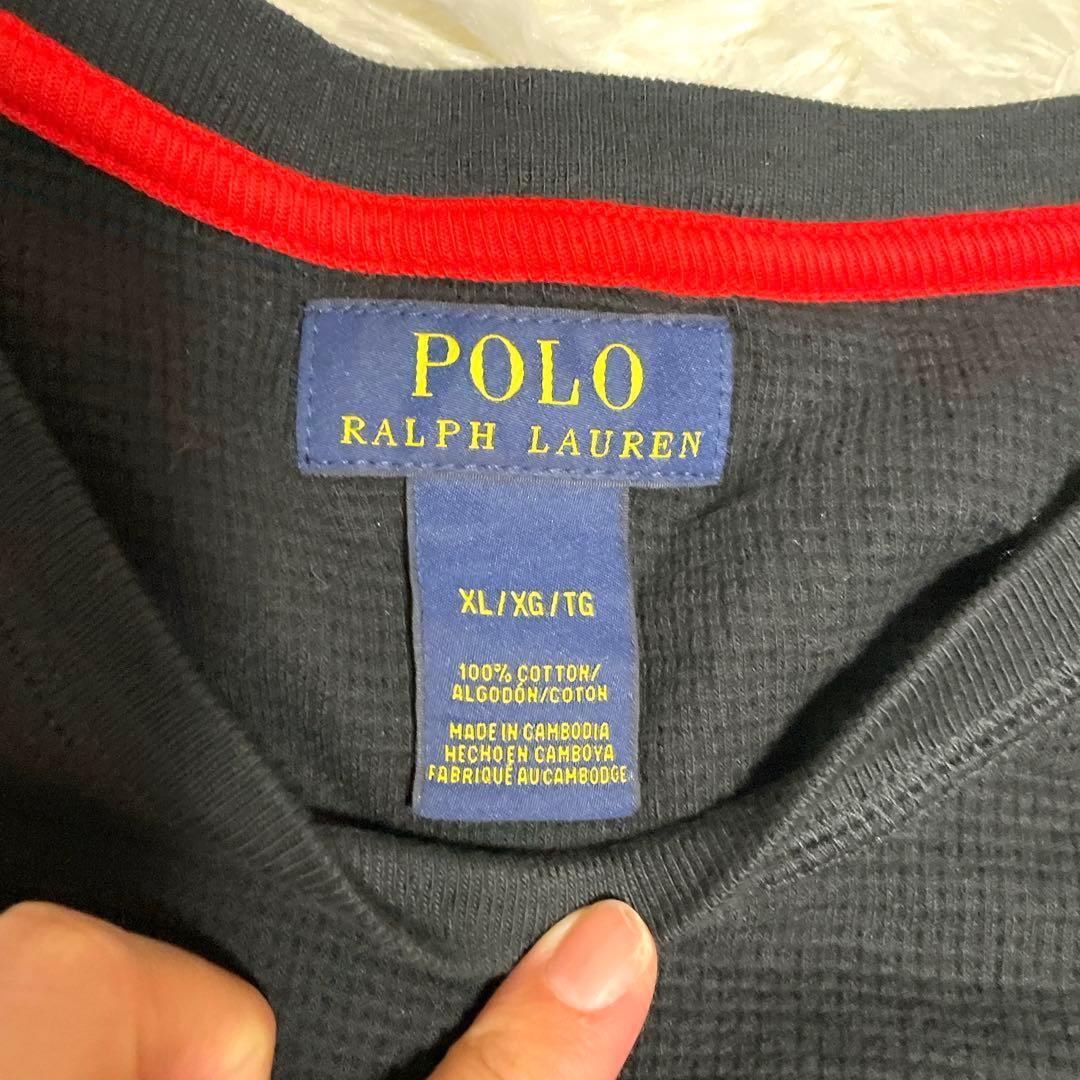 POLO
RALPH LAUREN
XL/XG/TG
100% COTTON/
ALGODÓN/COTON
MADE IN CAMBODIA
HECHO EN CAMBOYA
FABRIQUÉ AU CAMBODGE